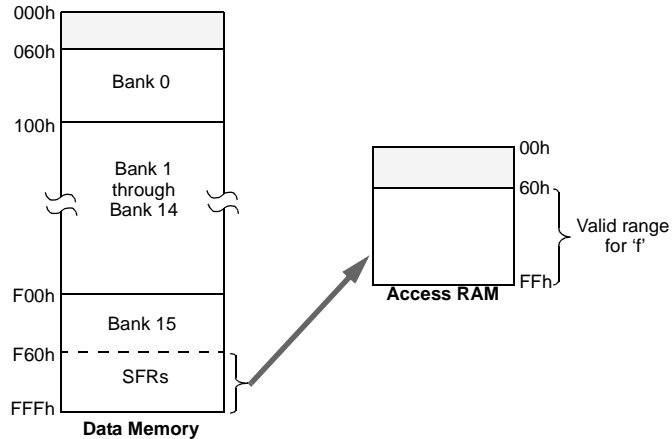 000h
060h
Bank 0
100h
Bank 1
through
Bank 14
F00h
Bank 15
F60h
SFRs
FFFh
Data Memory
00h
60h
Valid range
for ‘f’
FFh
Access RAM